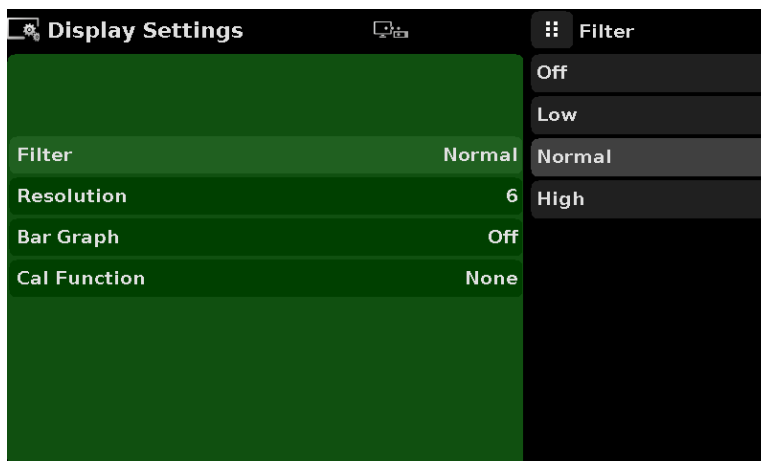 Display Settings
Filter Normal
Resolution 6
Bar Graph Off
Cal Function None
Filter
Off
Low
Normal
High